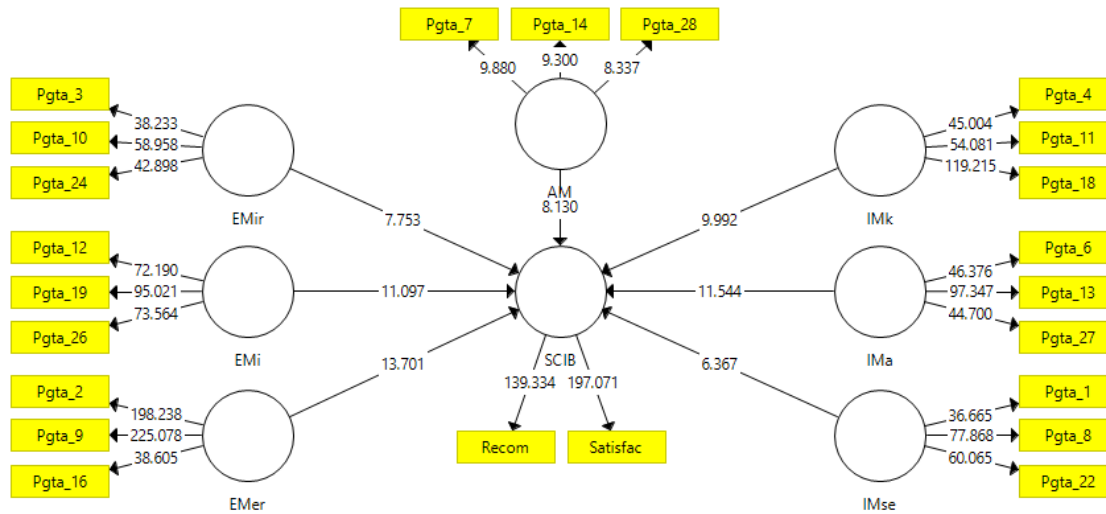 Pgta_7
Pgta_14
Pgta_28
9.880
9.300
8.337
Pgta_3
Pgta_10
Pgta_24
38.233
58.958
42.898
EMir
7.753
AM
8.130
Pgta_4
Pgta_11
Pgta_18
45.004
54.081
119.215
IMk
9.992
Pgta_12
Pgta_19
Pgta_26
72.190
95.021
73.564
EMi
11.097
SCIB
11.544
Pgta_6
Pgta_13
Pgta_27
46.376
97.347
44.700
IMa
Pgta_2
Pgta_9
Pgta_16
198.238
225.078
38.605
EMer
13.701
139.334
197.071
Recom
Satisfac
6.367
Pgta_1
Pgta_8
Pgta_22
36.665
77.868
60.065
IMse